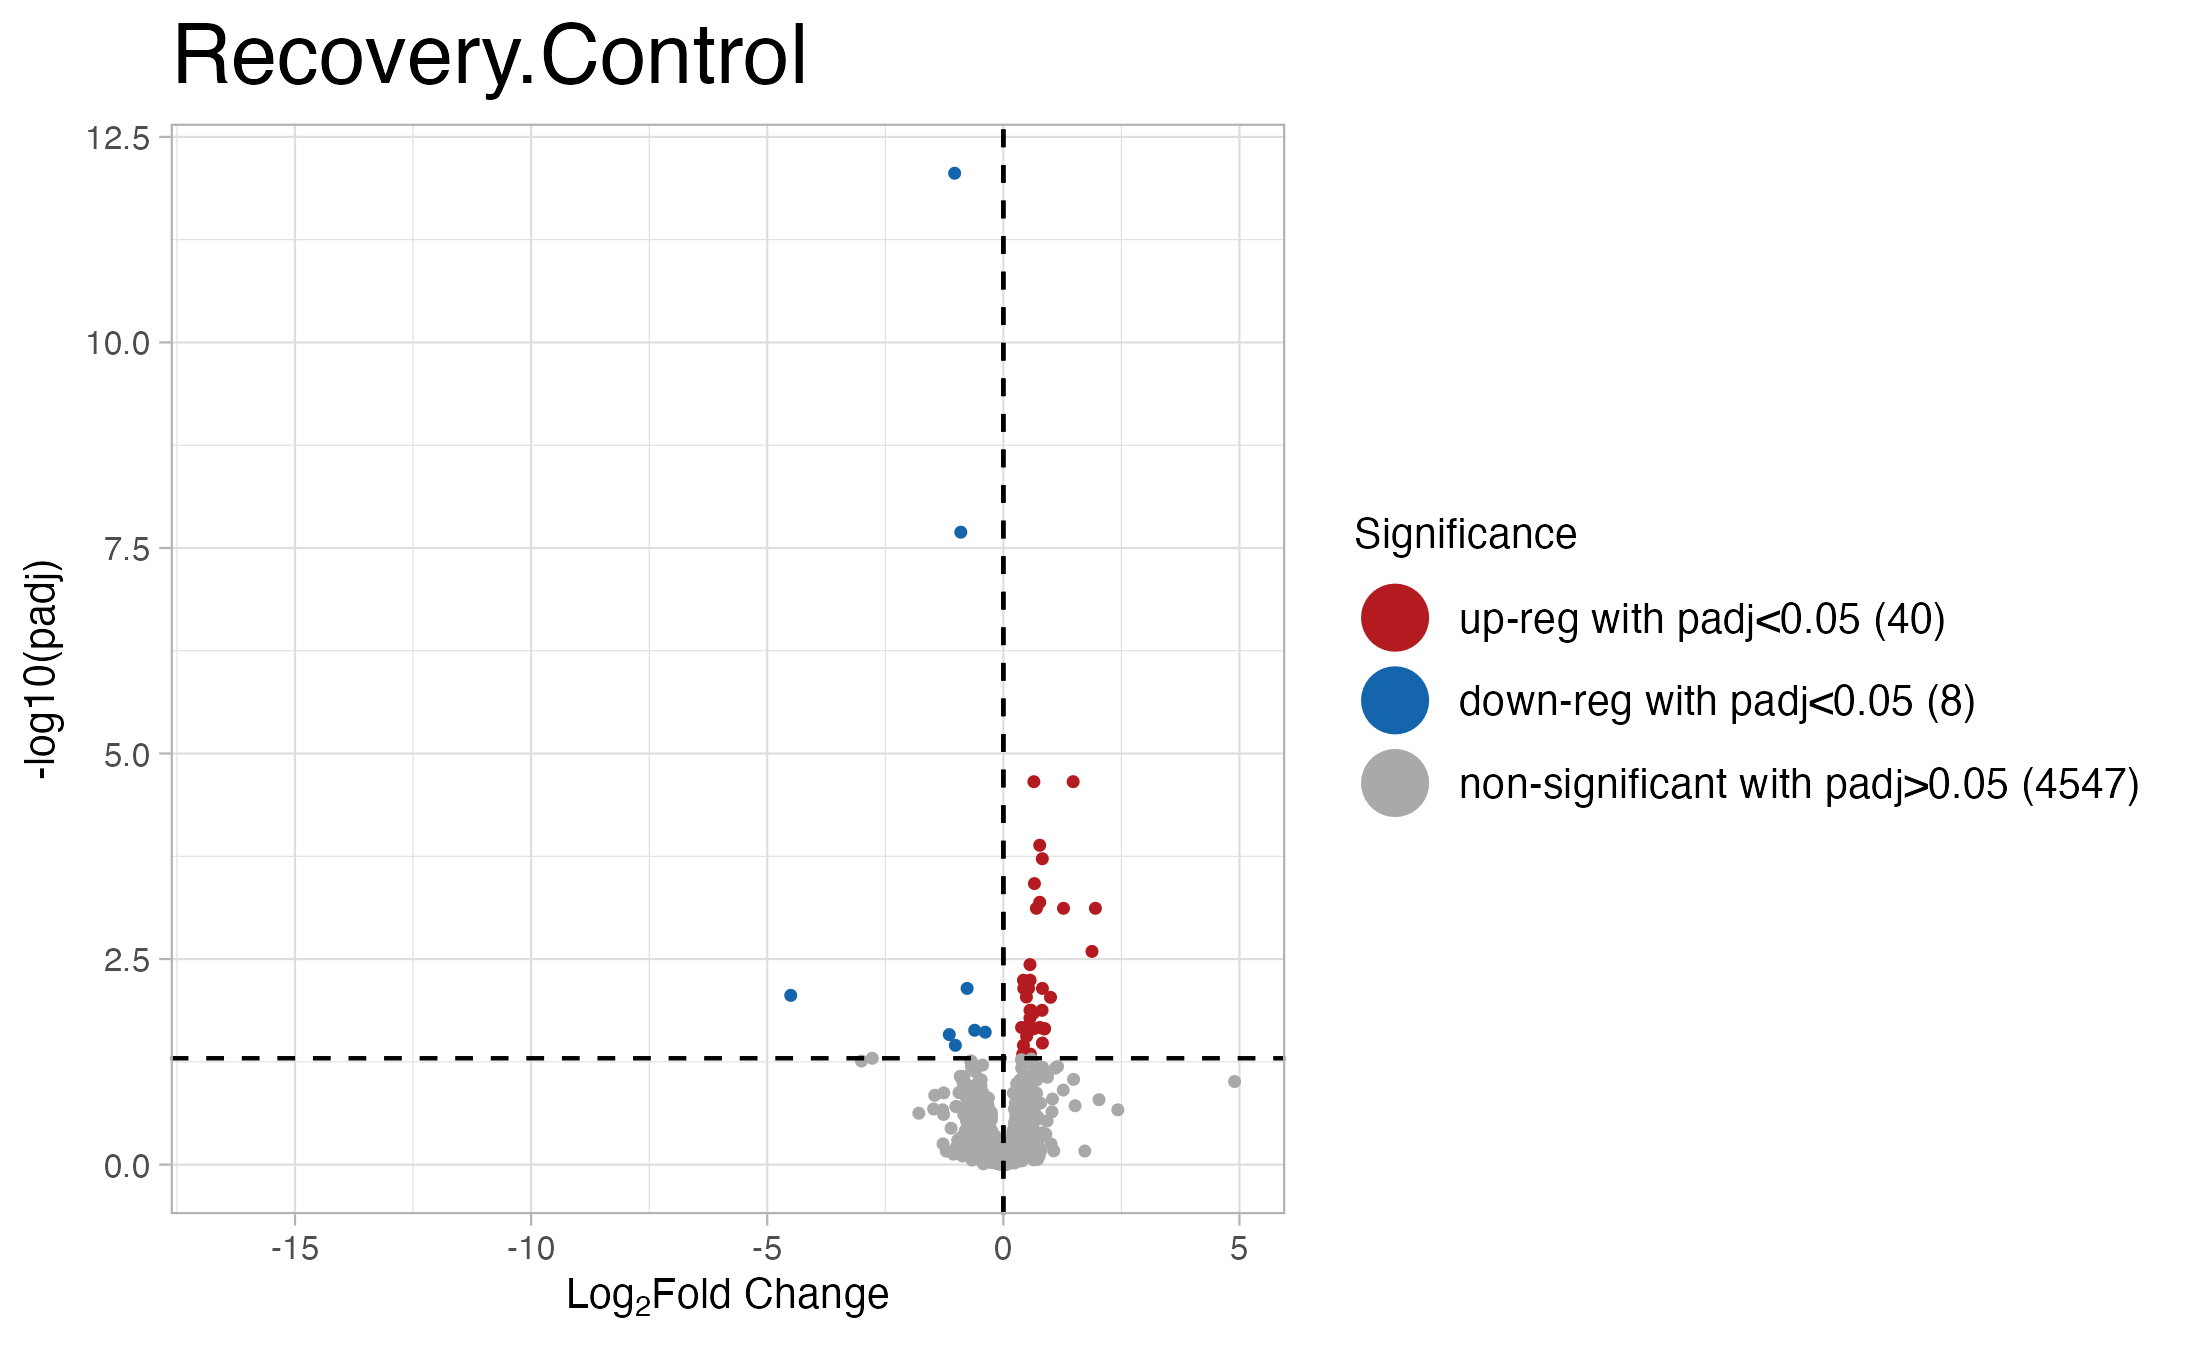 Recovery.Control
12.5
10.0
7.5
5.0
2.5
0.0
-log10(padj)
-15 -10 -5 0 5
Log₂Fold Change
Significance
up-reg with padj<0.05 (40)
down-reg with padj<0.05 (8)
non-significant with padj>0.05 (4547)